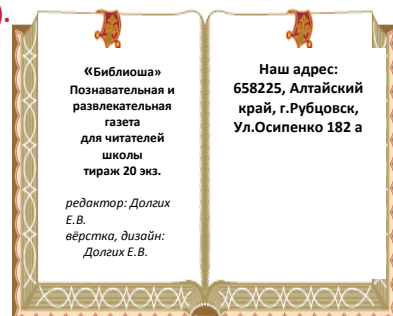 ).
«Библиоша»
Познавательная и
развлекательная
газета
для читателей
школы
тираж 20 экз.
редактор: Долгих
Е.В.
вёрстка, дизайн:
Долгих Е.В.
Наш адрес:
658225, Алтайский
край, г.Рубцовск,
Ул.Осипенко 182 а